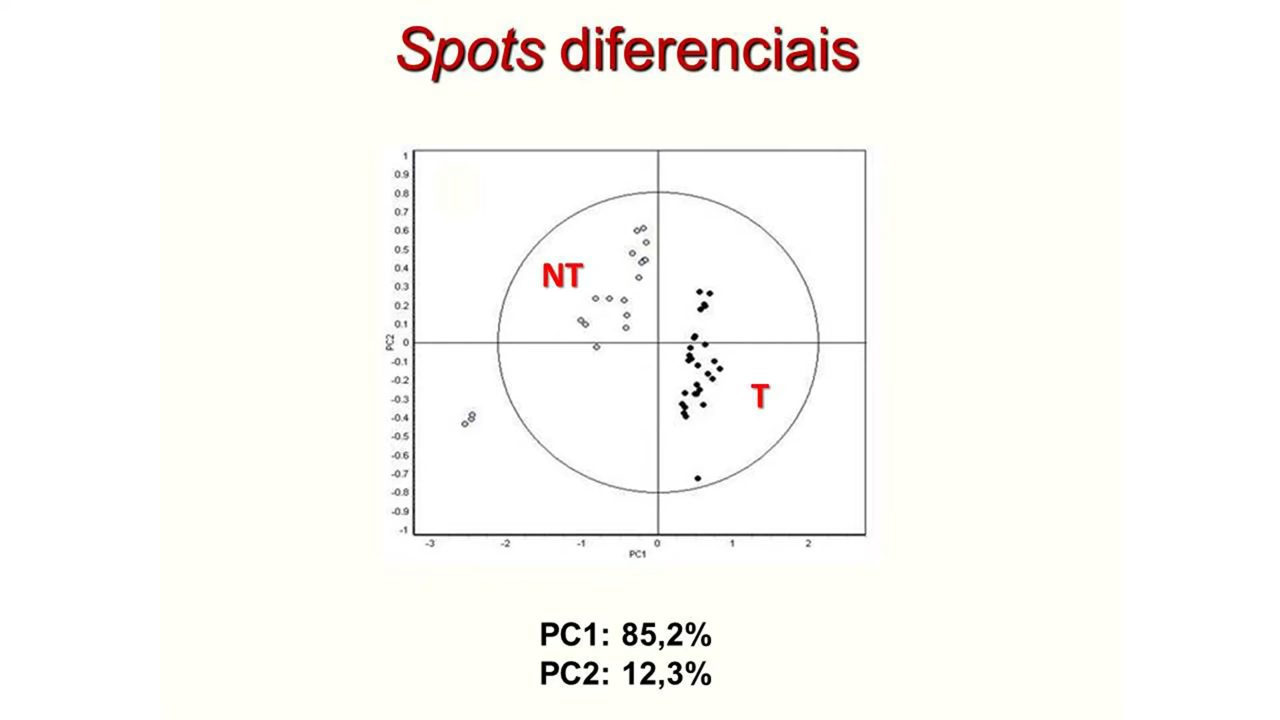 Spots diferenciais
1
0.9
0.8
0.7
0.6
0.5
0.4
0.3
0.2
0.1
0
-0.1
-0.2
-0.3
-0.4
-0.5
-0.6
-0.7
-0.8
-0.9
-1
PC2
NT
T
-3 -2 -1 0 1 2
PC1
PC1: 85,2%
PC2: 12,3%